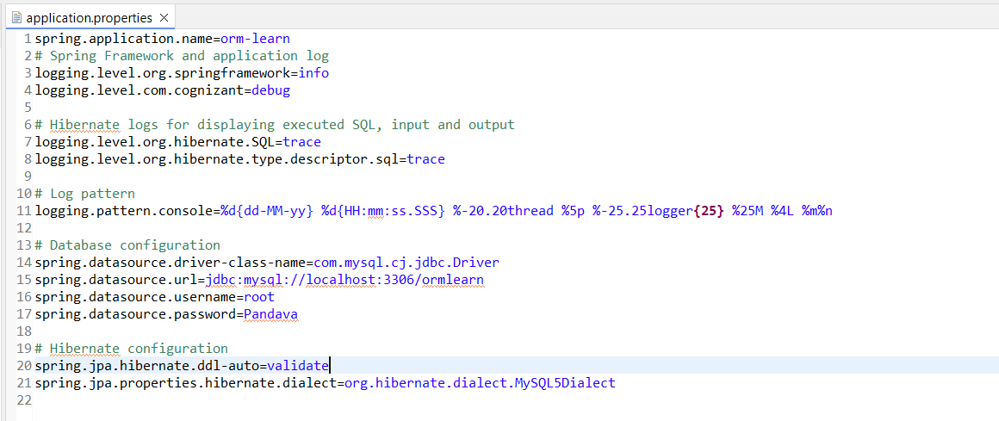 application.properties
1 spring.application.name=orm-learn
2 # Spring Framework and application log
3 logging.level.org.springframework=info
4 logging.level.com.cognizant=debug
5
6 # Hibernate logs for displaying executed SQL, input and output
7 logging.level.org.hibernate.SQL=trace
8 logging.level.org.hibernate.type.descriptor.sql=trace
9
10 # Log pattern
11 logging.pattern.console=%d{dd-MM-yy} %d{HH:mm:ss.SSS} %-20.20thread %5p %-25.25logger{25} %25M %4L %m%n
12
13 # Database configuration
14 spring.datasource.driver-class-name=com.mysql.cj.jdbc.Driver
15 spring.datasource.url=jdbc:mysql://localhost:3306/ormlearn
16 spring.datasource.username=root
17 spring.datasource.password=Pandava
18
19 # Hibernate configuration
20 spring.jpa.hibernate.ddl-auto=validate
21 spring.jpa.properties.hibernate.dialect=org.hibernate.dialect.MySQL5Dialect
22